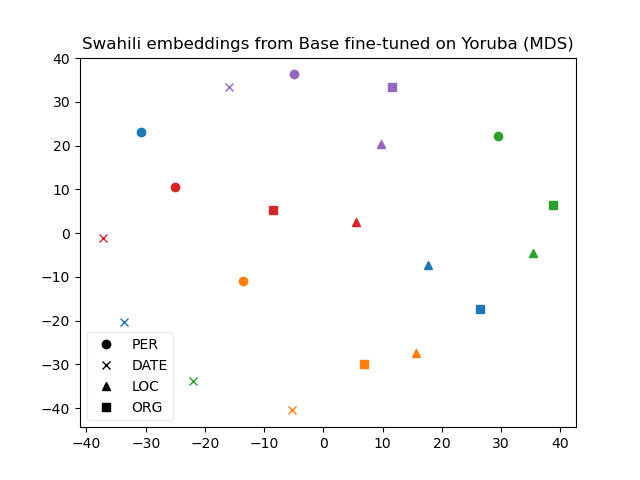 Swahili embeddings from Base fine-tuned on Yoruba (MDS)
40
30
20
10
0
−10
−20
−30
−40
PER
DATE
LOC
ORG
−40 −30 −20 −10 0 10 20 30 40